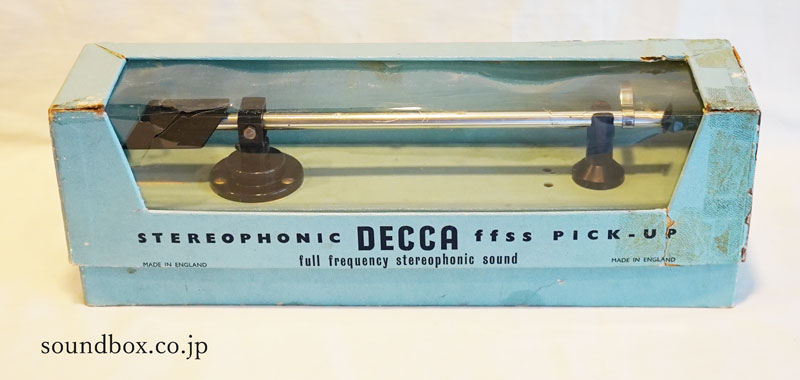 STEREOPHONIC DECCA ffss PICK-UP
MADE IN ENGLAND full frequency stereophonic sound MADE IN ENGLAND
soundbox.co.jp